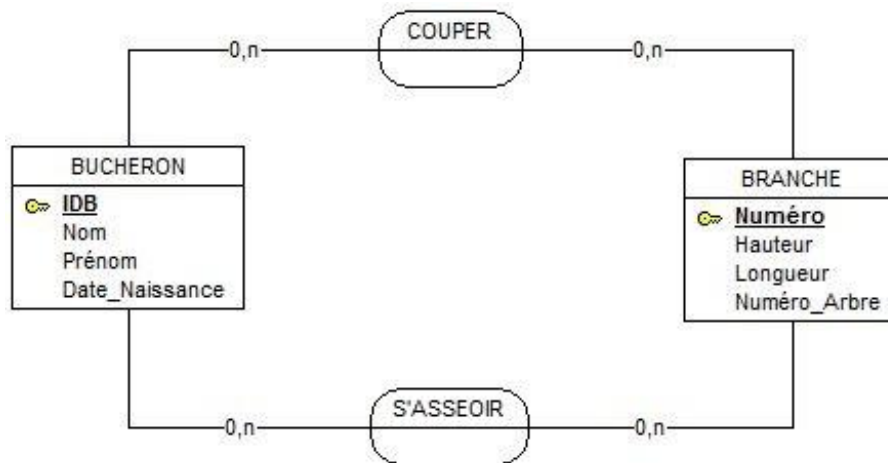 COUPER
0,n
0,n
BUCHERON
IDB
Nom
Prénom
Date_Naissance
BRANCHE
Numéro
Hauteur
Longueur
Numéro_Arbre
S'ASSEOIR
0,n
0,n